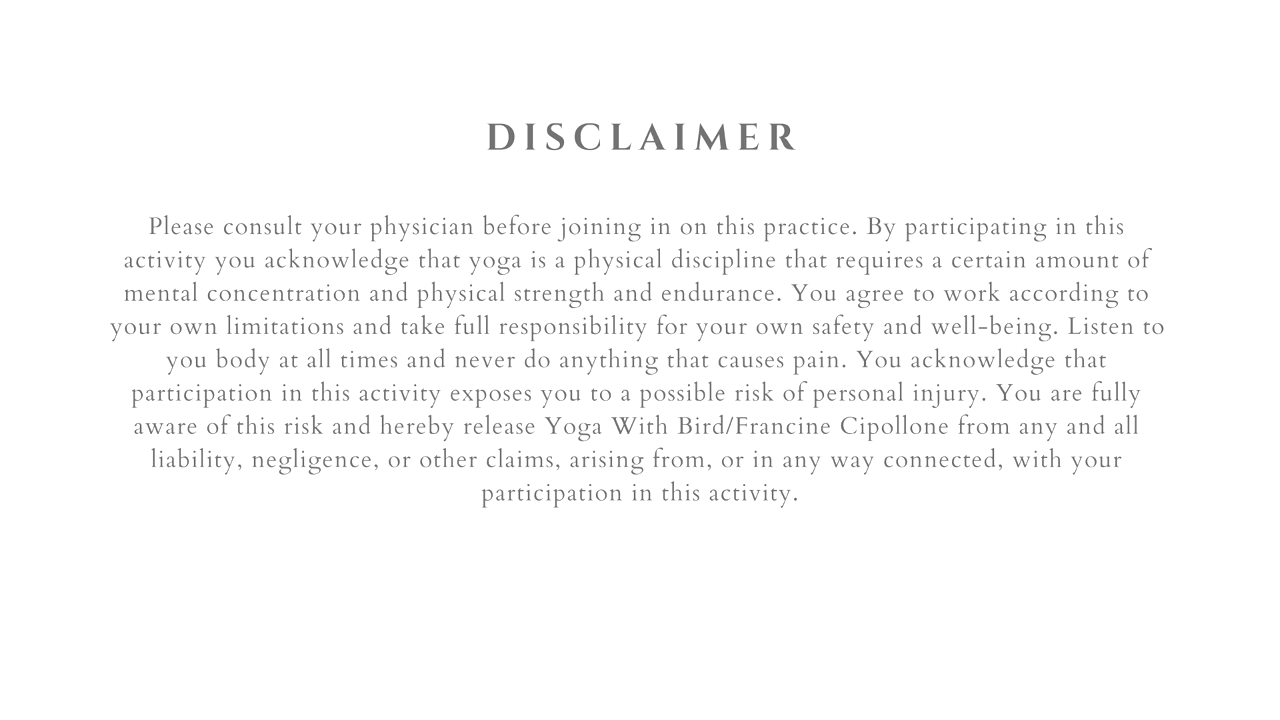 DISCLAIMER
Please consult your physician before joining in on this practice. By participating in this
activity you acknowledge that yoga is a physical discipline that requires a certain amount of
mental concentration and physical strength and endurance. You agree to work according to
your own limitations and take full responsibility for your own safety and well-being. Listen to
you body at all times and never do anything that causes pain. You acknowledge that
participation in this activity exposes you to a possible risk of personal injury. You are fully
aware of this risk and hereby release Yoga With Bird/Francine Cipollone from any and all
liability, negligence, or other claims, arising from, or in any way connected, with your
participation in this activity.